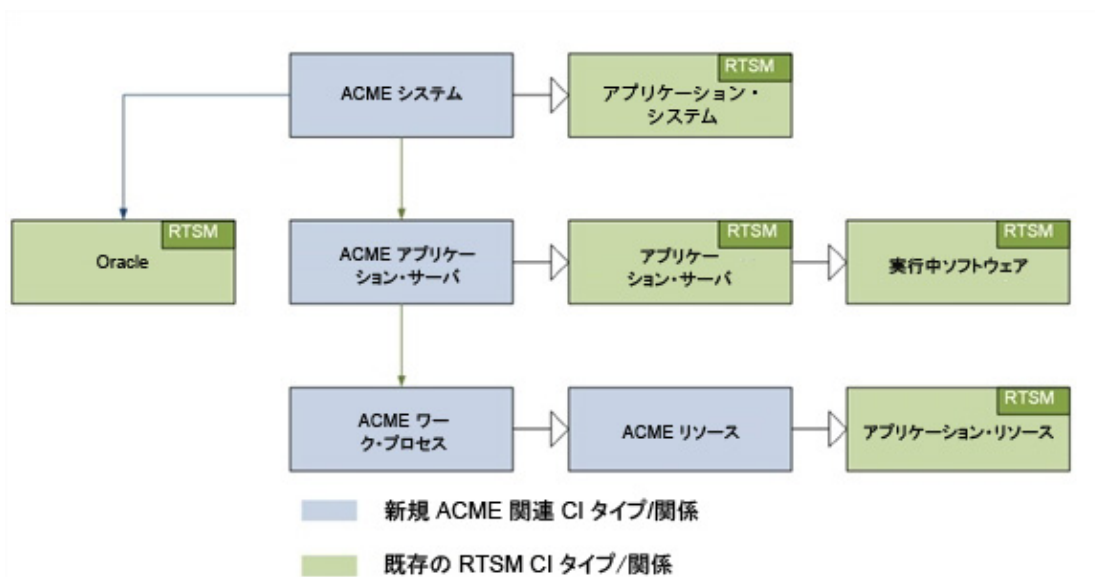 ACME システム
RTSM
アプリケーション・
システム
RTSM
Oracle
ACME アプリケー
ション・サーバ
RTSM
アプリケー
ション・サーバ
RTSM
実行中ソフトウェア
ACME ワー
ク・プロセス
ACME リソース
RTSM
アプリケーション・リソース
新規 ACME 関連 CI タイプ/関係
既存の RTSM CI タイプ/関係